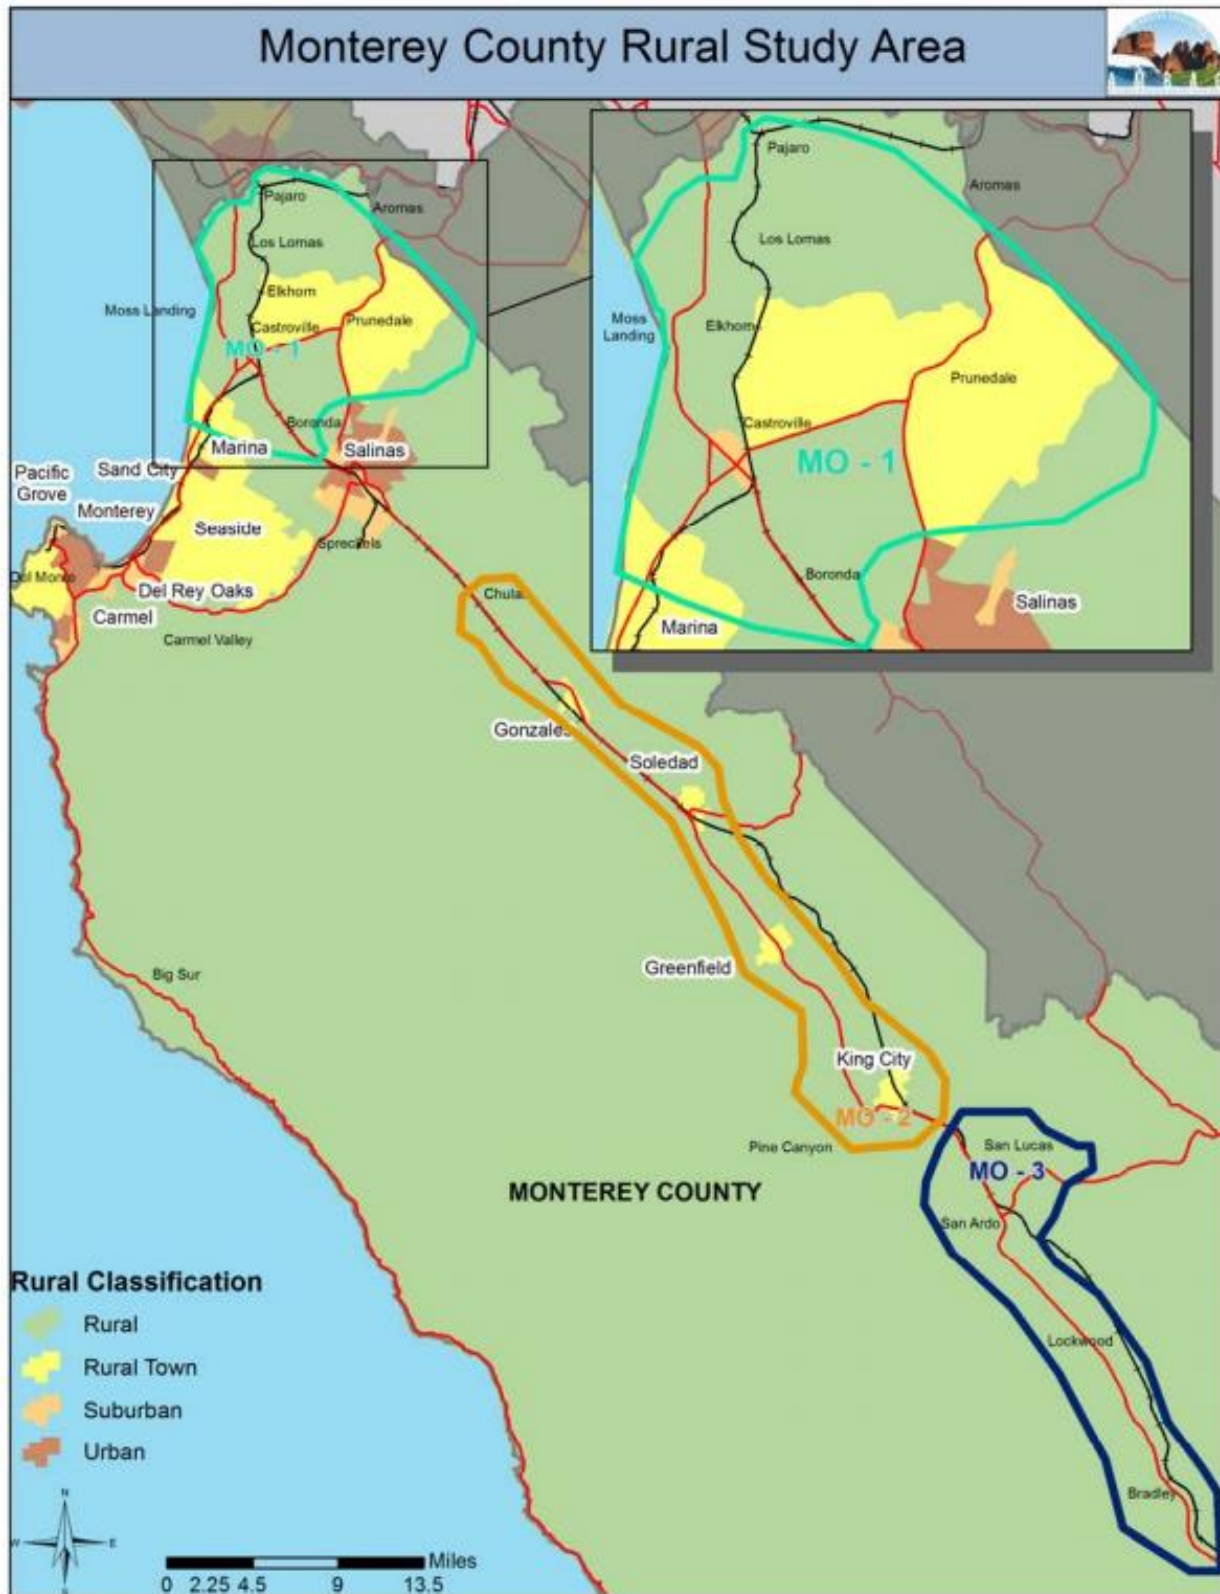 Monterey County Rural Study Area
Pajaro
Aromas
Los Lomas
Elkhorn
Moss Landing
Castroville
Prunedale
MO - 1
Boronda
Marina
Salinas
Sand City
Pacific
Grove
Monterey
Seaside
Spreckels
Del Monte
Del Rey Oaks
Carmel
Carmel Valley
Pajaro
Aromas
Los Lomas
Moss
Landing
Elkhorn
Prunedale
Castroville
MO - 1
Boronda
Salinas
Marina
Chular
Gonzales
Soledad
Greenfield
Big Sur
King City
MO - 2
Pine Canyon
San Lucas
MO - 3
MONTEREY COUNTY
San Ardo
Lockwood
Bradley
Rural Classification
Rural
Rural Town
Suburban
Urban
N
W
E
Miles
0 2.25 4.5 9 13.5